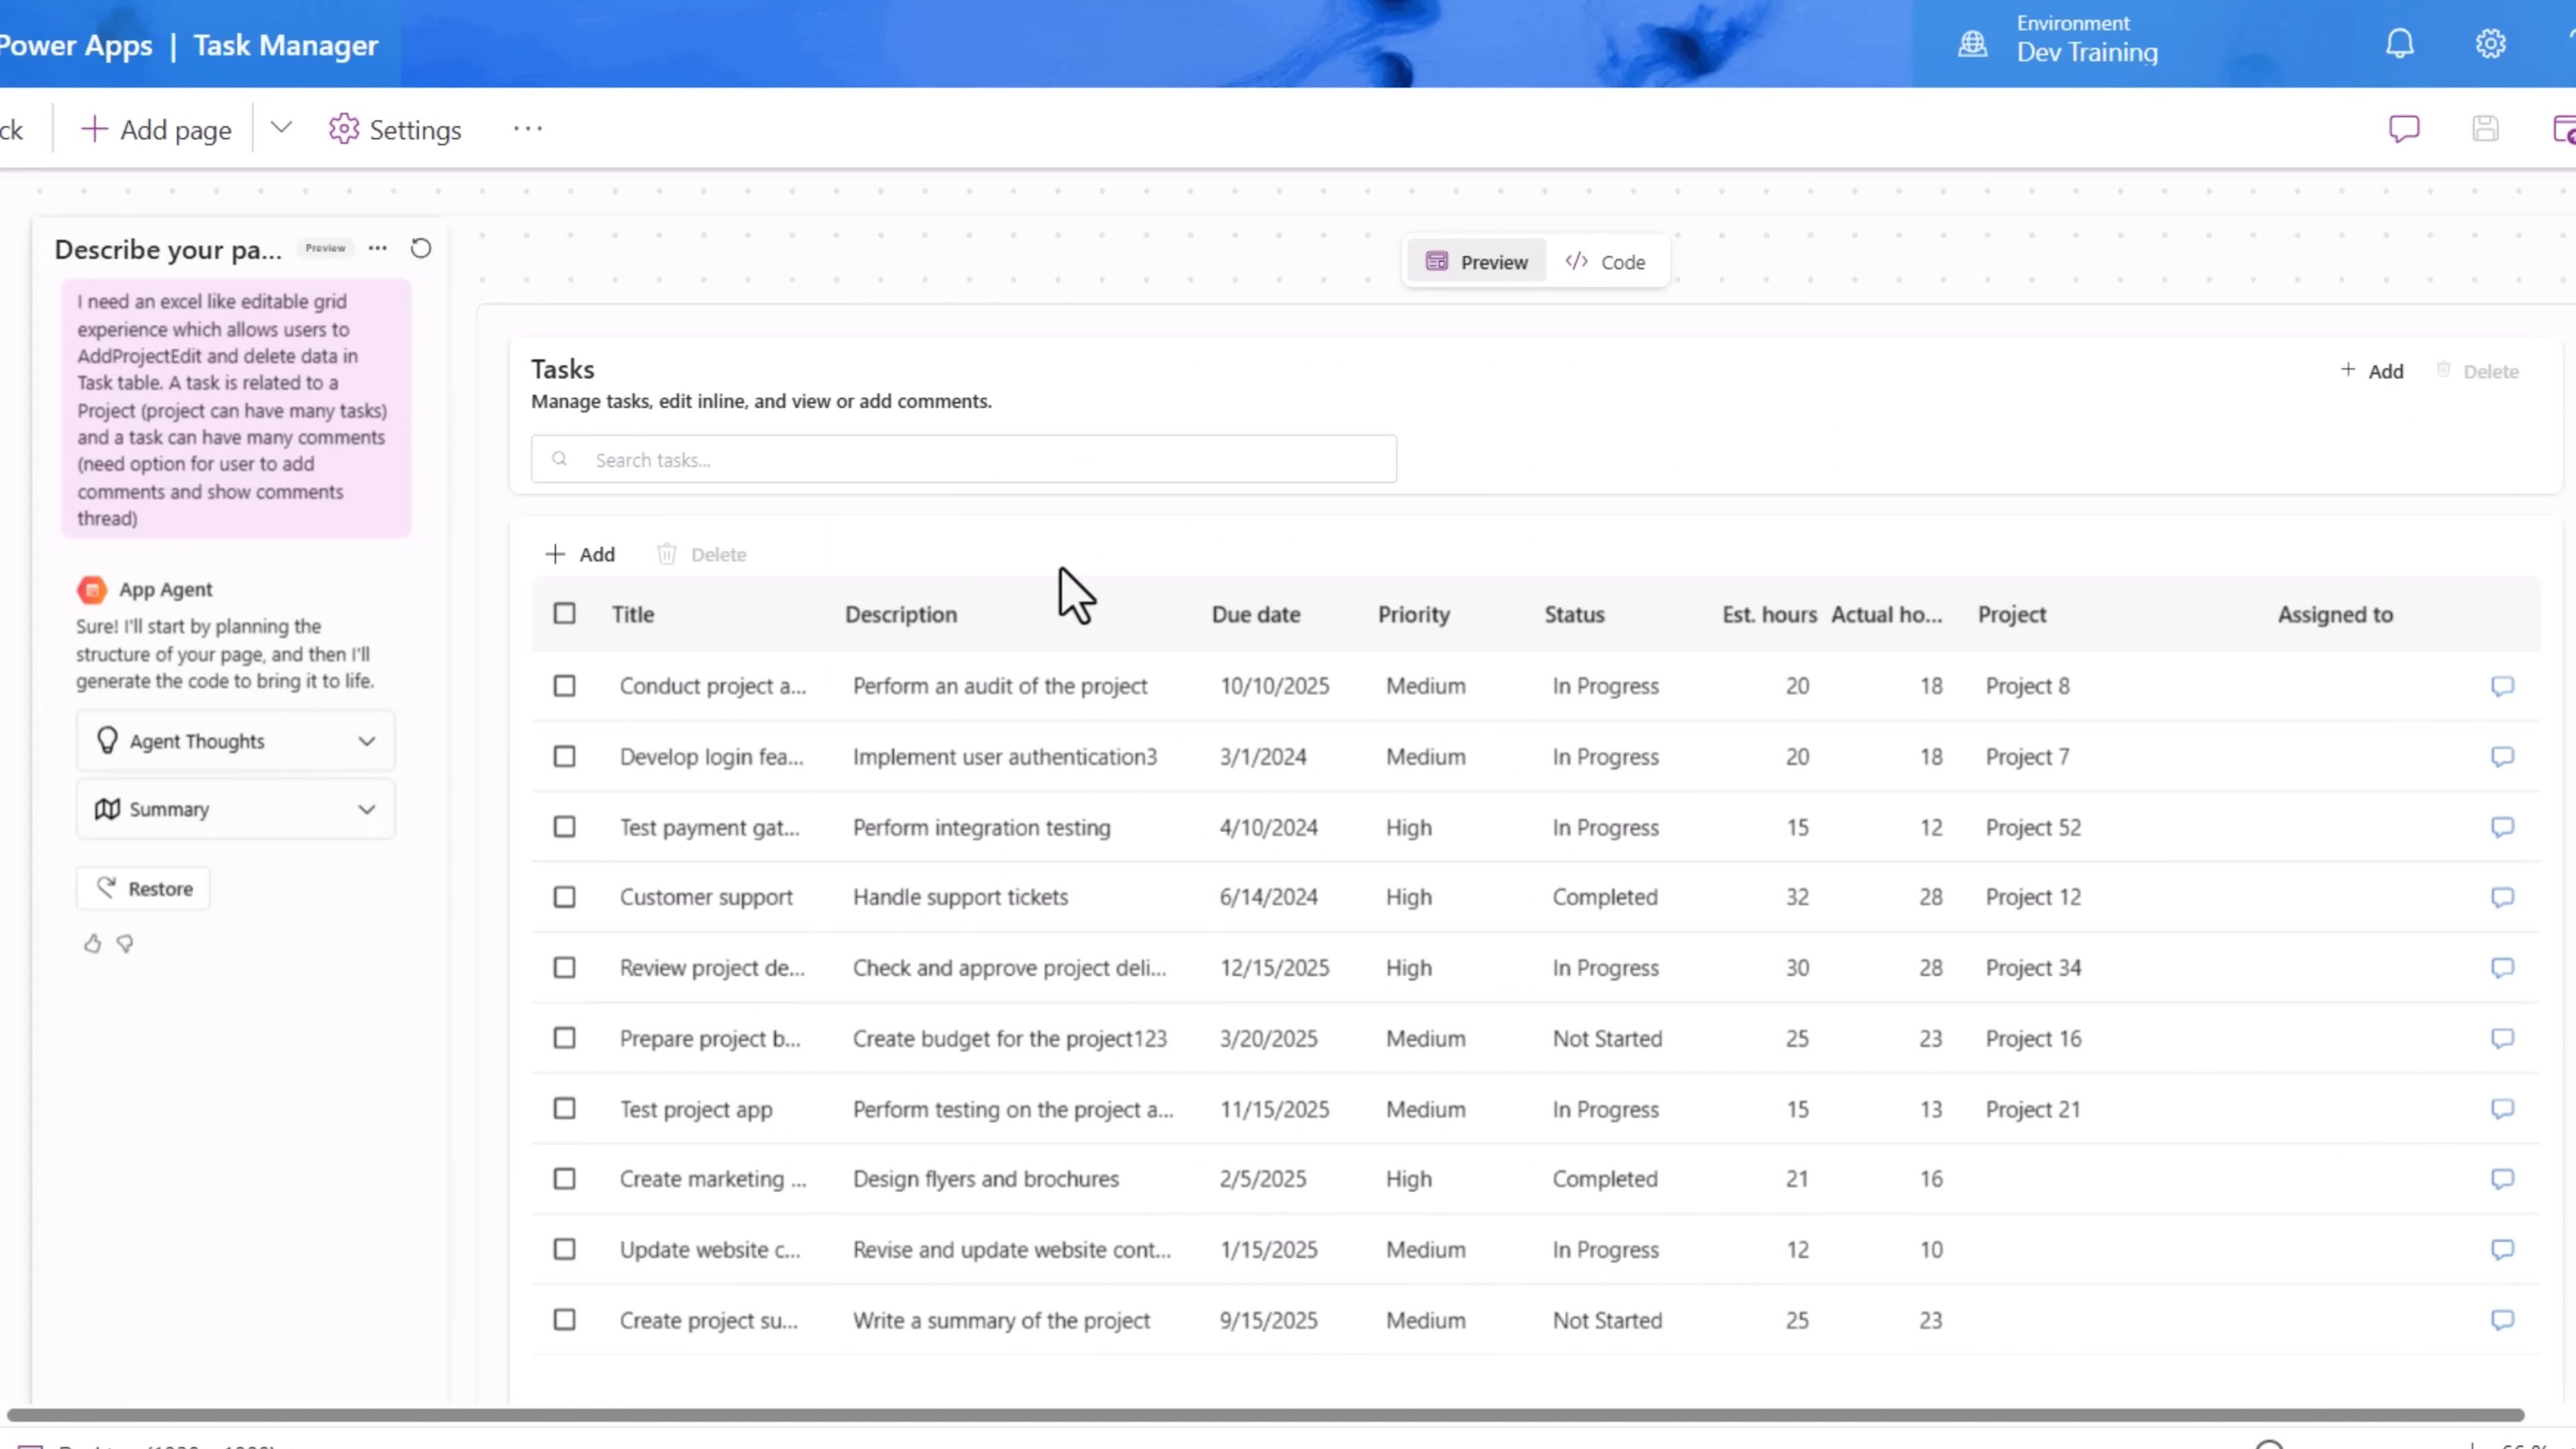 Power Apps | Task Manager
Environment
Dev Training
ck
Add page
Settings
Describe your pa...
Preview
I need an excel like editable grid
experience which allows users to
AddProjectEdit and delete data in
Task table. A task is related to a
Project (project can have many tasks)
and a task can have many comments
(need option for user to add
comments and show comments
thread)
App Agent
Sure! I'll start by planning the
structure of your page, and then I'll
generate the code to bring it to life.
Agent Thoughts
Summary
Restore
Preview
</> Code
Tasks
Manage tasks, edit inline, and view or add comments.
Add Delete
Search tasks...
Add Delete
Title Description Due date Priority Status Est. hours Actual ho... Project Assigned to
Conduct project a... Perform an audit of the project 10/10/2025 Medium In Progress 20 18 Project 8
Develop login fea... Implement user authentication3 3/1/2024 Medium In Progress 20 18 Project 7
Test payment gat... Perform integration testing 4/10/2024 High In Progress 15 12 Project 52
Customer support Handle support tickets 6/14/2024 High Completed 32 28 Project 12
Review project de... Check and approve project deli... 12/15/2025 High In Progress 30 28 Project 34
Prepare project b... Create budget for the project123 3/20/2025 Medium Not Started 25 23 Project 16
Test project app Perform testing on the project a... 11/15/2025 Medium In Progress 15 13 Project 21
Create marketing ... Design flyers and brochures 2/5/2025 High Completed 21 16
Update website c... Revise and update website cont... 1/15/2025 Medium In Progress 12 10
Create project su... Write a summary of the project 9/15/2025 Medium Not Started 25 23